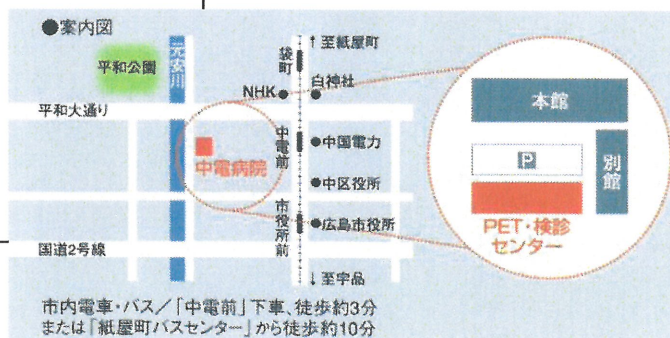 ●案内図
↑至紙屋町
袋町
元安川
平和公園
白神社
NHK
本館
平和大通り
中電前
●中国電力
別館
P
中電病院
●中区役所
市役所前
●広島市役所
PET・検診
センター
国道2号線
↓至宇品
市内電車・バス/「中電前」下車、徒歩約3分
または「紙屋町バスセンター」から徒歩約10分